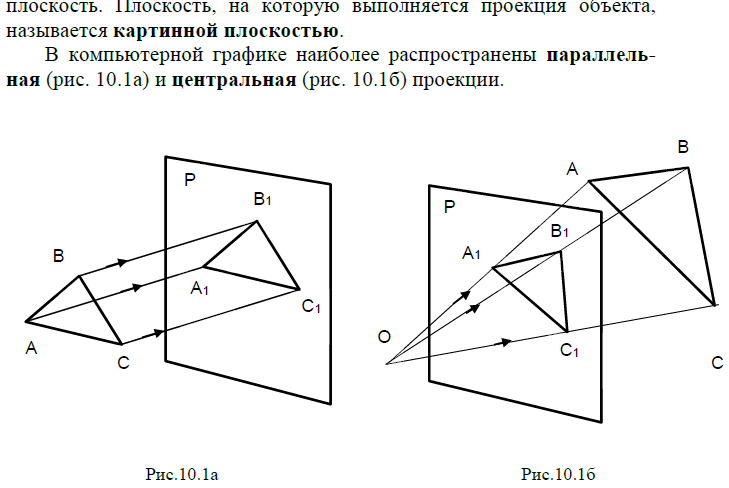 плоскость. Плоскость, на которую выполняется проекция объекта,
называется картинной плоскостью.
В компьютерной графике наиболее распространены параллель-
ная (рис. 10.1а) и центральная (рис. 10.1б) проекции.
P
B1
B
A1
C1
A
C
B
A
P
B1
A1
O
C1
C
Рис.10.1а
Рис.10.1б